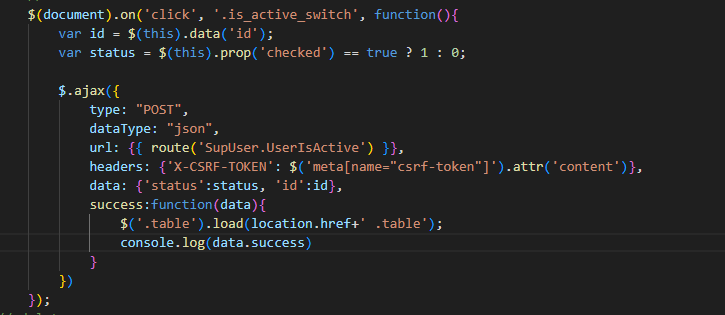 $(document).on('click', '.is_active_switch', function(){
    var id = $(this).data('id');
    var status = $(this).prop('checked') == true ? 1 : 0;

    $.ajax({
        type: "POST",
        dataType: "json",
        url: {{ route('SupUser.UserIsActive') }},
        headers: {'X-CSRF-TOKEN': $('meta[name="csrf-token"]').attr('content')},
        data: {'status':status, 'id':id},
        success:function(data){
            $('.table').load(location.href+' .table');
            console.log(data.success)
        }
    })
});